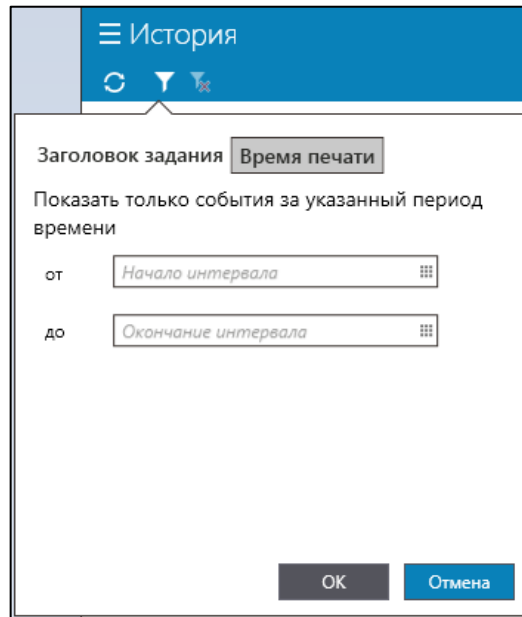 История
Заголовок задания Время печати
Показать только события за указанный период
времени
от Начало интервала
до Окончание интервала
ОК Отмена